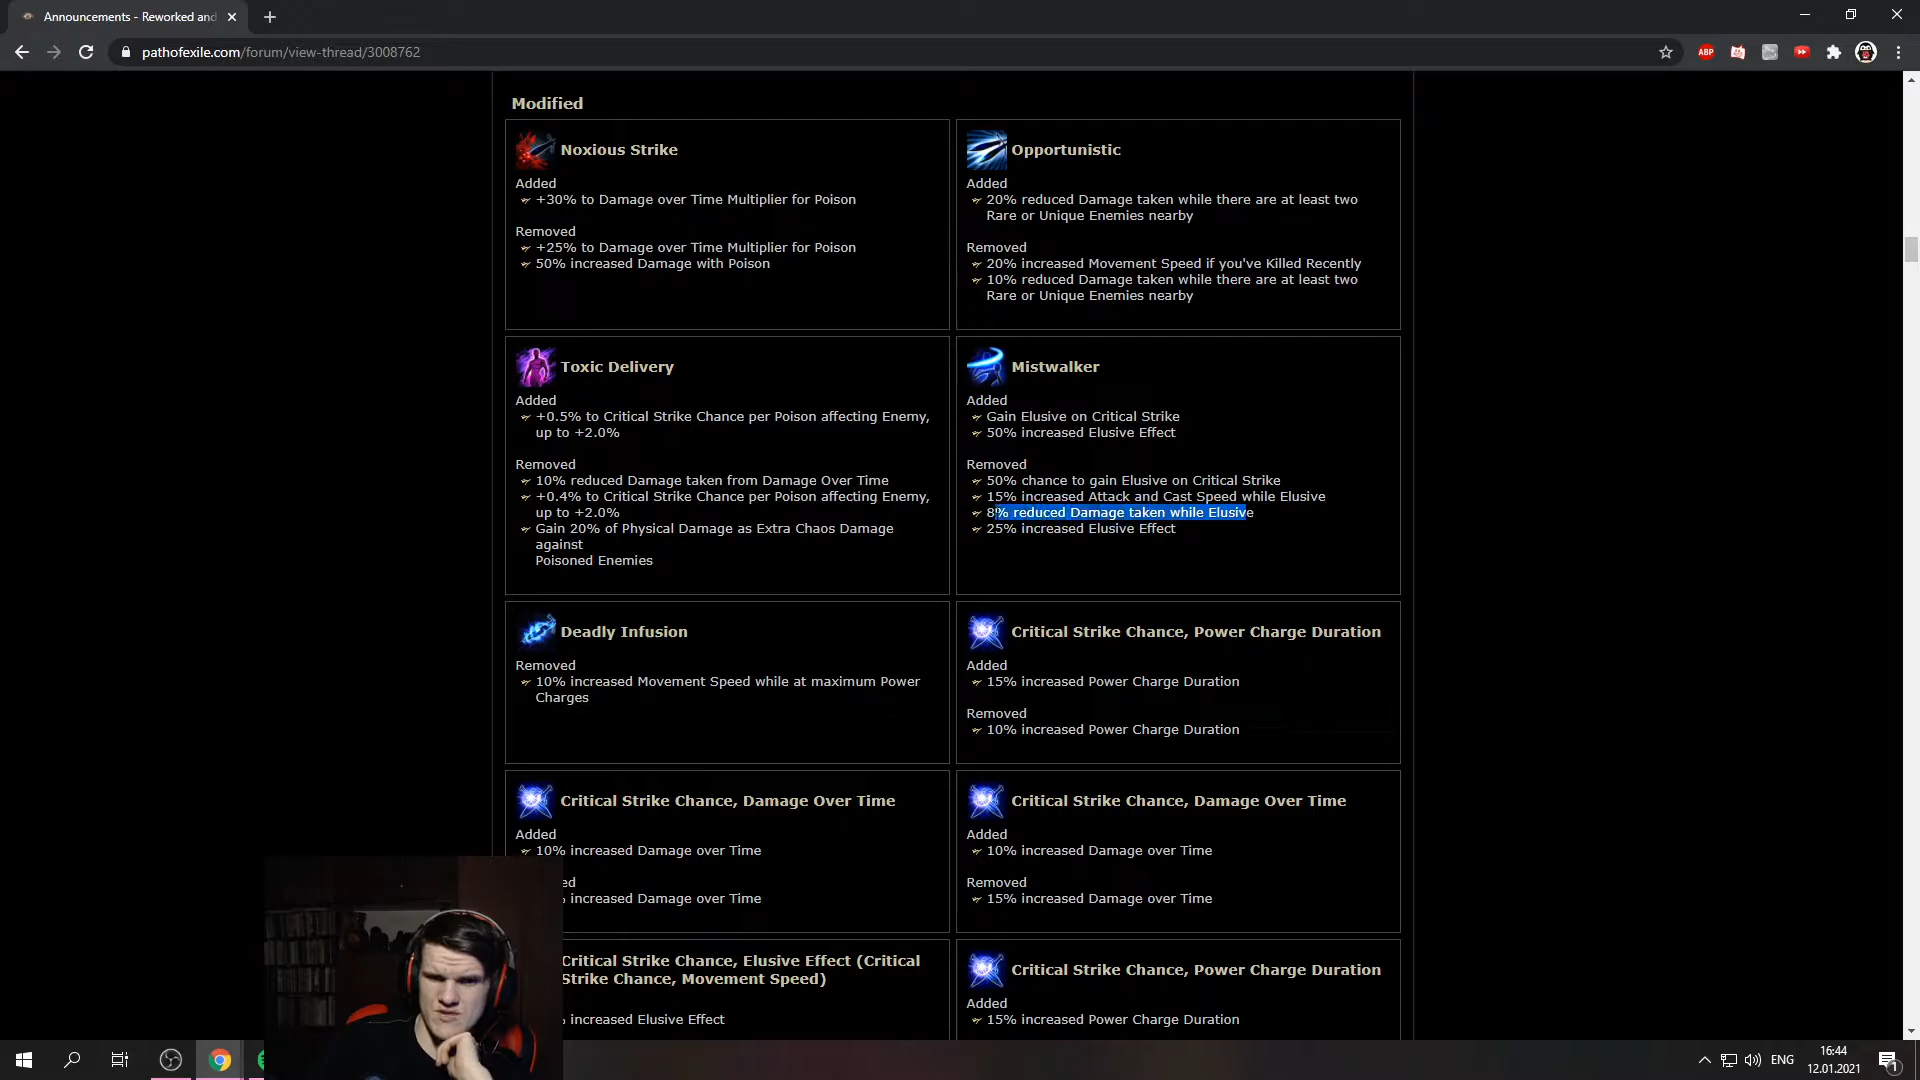 Announcements - Reworked and
pathofexile.com/forum/view-thread/3008762
ABP
Modified
Noxious Strike
Added
+30% to Damage over Time Multiplier for Poison
Removed
+25% to Damage over Time Multiplier for Poison
50% increased Damage with Poison
Opportunistic
Added
20% reduced Damage taken while there are at least two
Rare or Unique Enemies nearby
Removed
20% increased Movement Speed if you've Killed Recently
10% reduced Damage taken while there are at least two
Rare or Unique Enemies nearby
Toxic Delivery
Added
+0.5% to Critical Strike Chance per Poison affecting Enemy,
up to +2.0%
Removed
10% reduced Damage taken from Damage Over Time
+0.4% to Critical Strike Chance per Poison affecting Enemy,
up to +2.0%
Gain 20% of Physical Damage as Extra Chaos Damage
against
Poisoned Enemies
Mistwalker
Added
Gain Elusive on Critical Strike
50% increased Elusive Effect
Removed
50% chance to gain Elusive on Critical Strike
15% increased Attack and Cast Speed while Elusive
8% reduced Damage taken while Elusive
25% increased Elusive Effect
Deadly Infusion
Removed
10% increased Movement Speed while at maximum Power
Charges
Critical Strike Chance, Power Charge Duration
Added
15% increased Power Charge Duration
Removed
10% increased Power Charge Duration
Critical Strike Chance, Damage Over Time
Added
10% increased Damage over Time
ed
increased Damage over Time
Critical Strike Chance, Damage Over Time
Added
10% increased Damage over Time
Removed
15% increased Damage over Time
Critical Strike Chance, Elusive Effect (Critical
Strike Chance, Movement Speed)
increased Elusive Effect
Critical Strike Chance, Power Charge Duration
Added
15% increased Power Charge Duration
ENG
16:44
12.01.2021
1